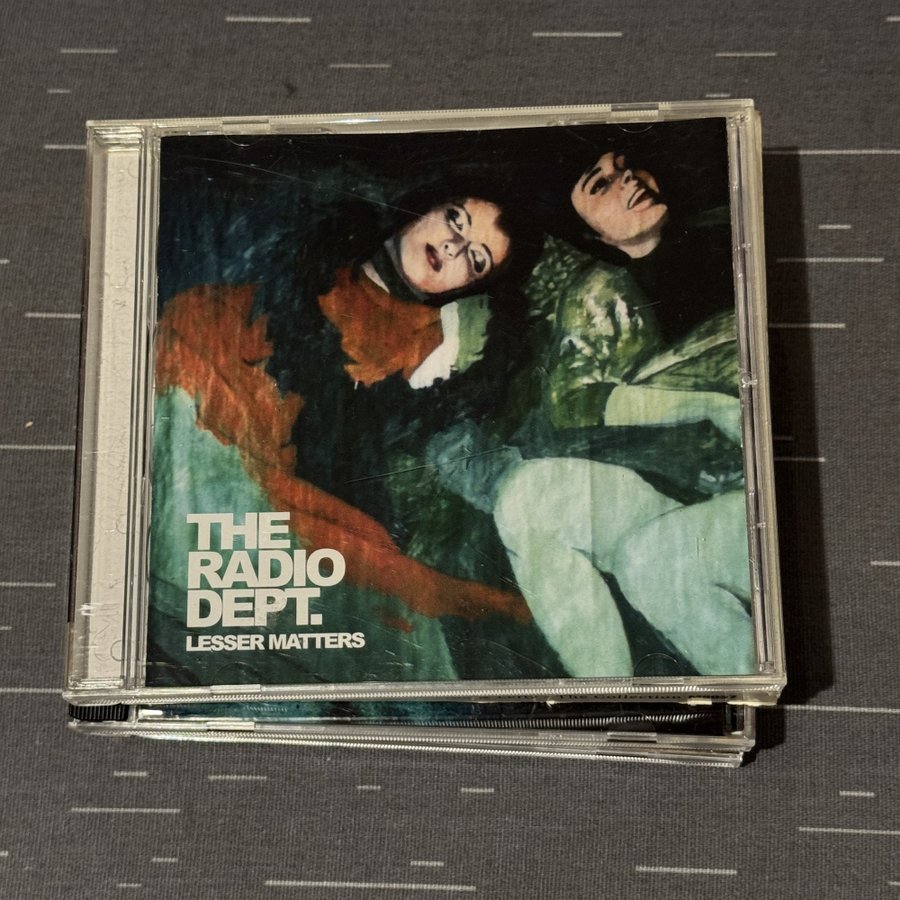 THE
RADIO
DEPT.
LESSER MATTERS